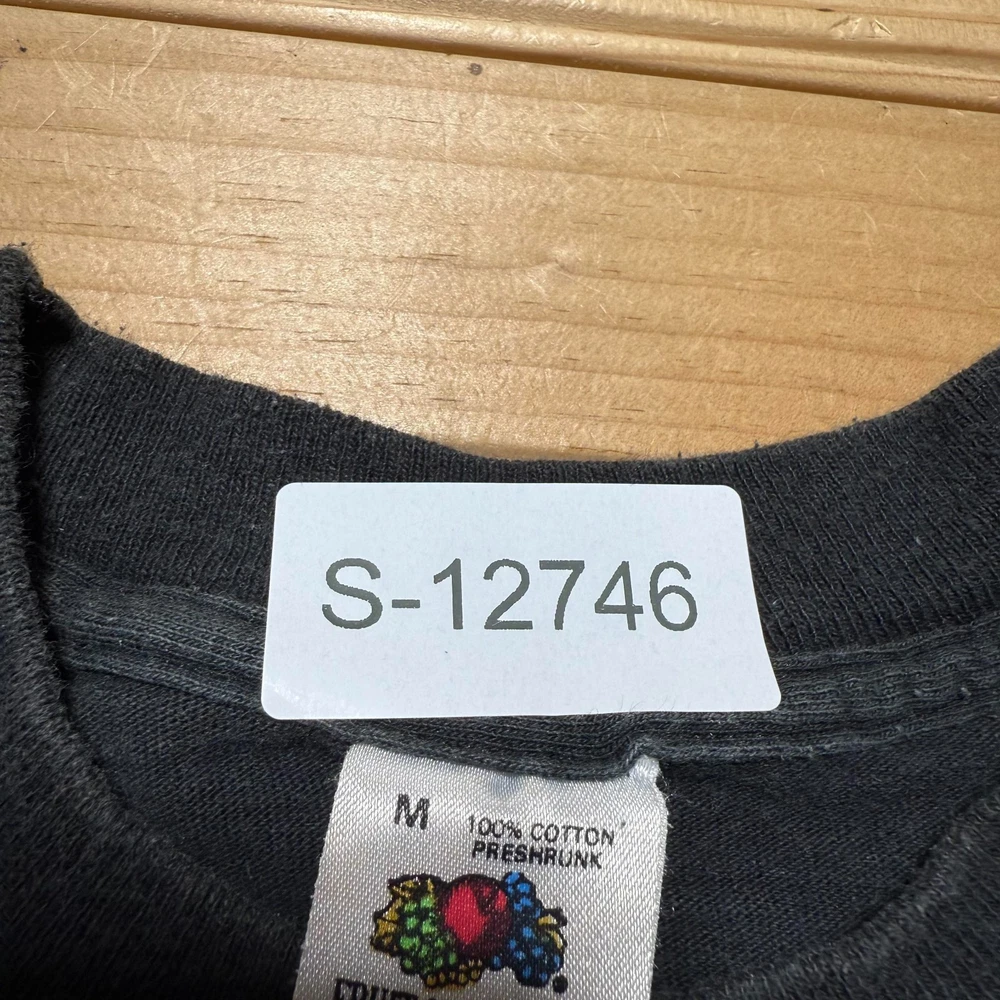 S-12746
M
100% COTTON
PRESHRUNK